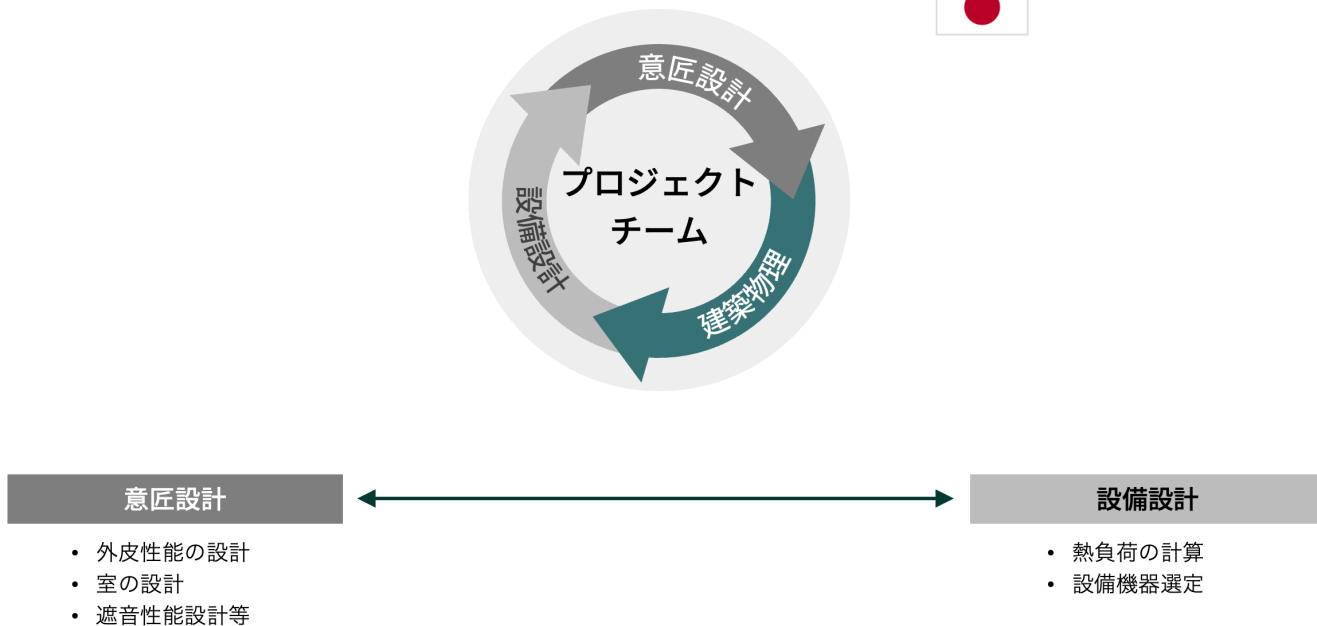 意匠設計
プロジェクト
チーム
設備設計
建築物理
意匠設計
設備設計
• 外皮性能の設計
• 室の設計
• 遮音性能設計等
• 熱負荷の計算
• 設備機器選定